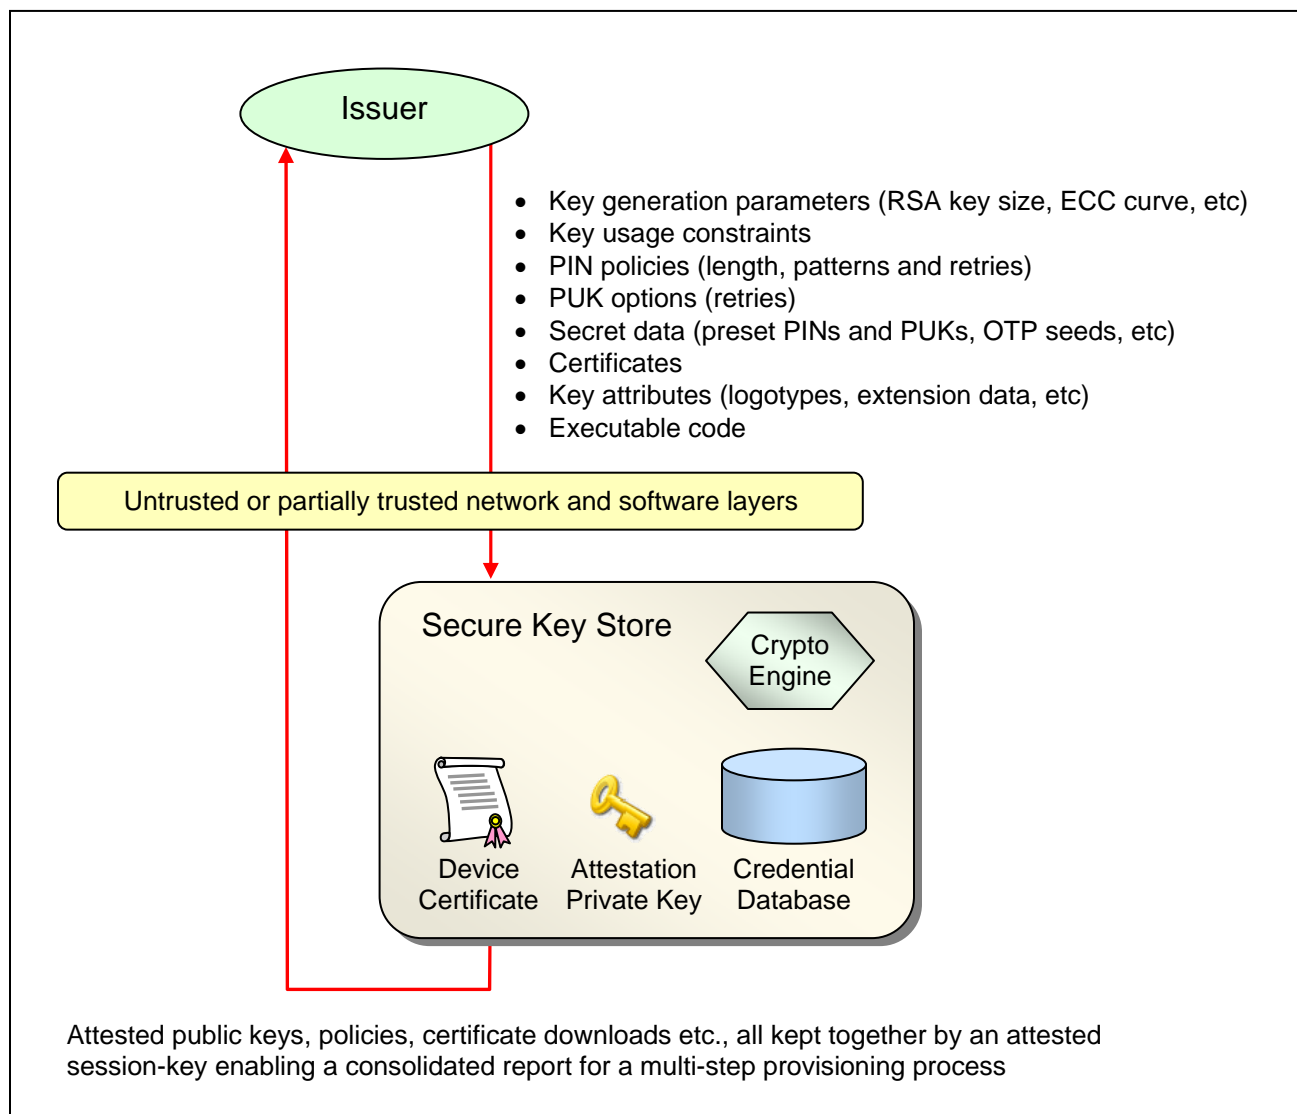 Issuer
• Key generation parameters (RSA key size, ECC curve, etc)
• Key usage constraints
• PIN policies (length, patterns and retries)
• PUK options (retries)
• Secret data (preset PINs and PUKs, OTP seeds, etc)
• Certificates
• Key attributes (logotypes, extension data, etc)
• Executable code
Untrusted or partially trusted network and software layers
Secure Key Store
Crypto
Engine
Device
Certificate
Attestation
Private Key
Credential
Database
Attested public keys, policies, certificate downloads etc., all kept together by an attested
session-key enabling a consolidated report for a multi-step provisioning process